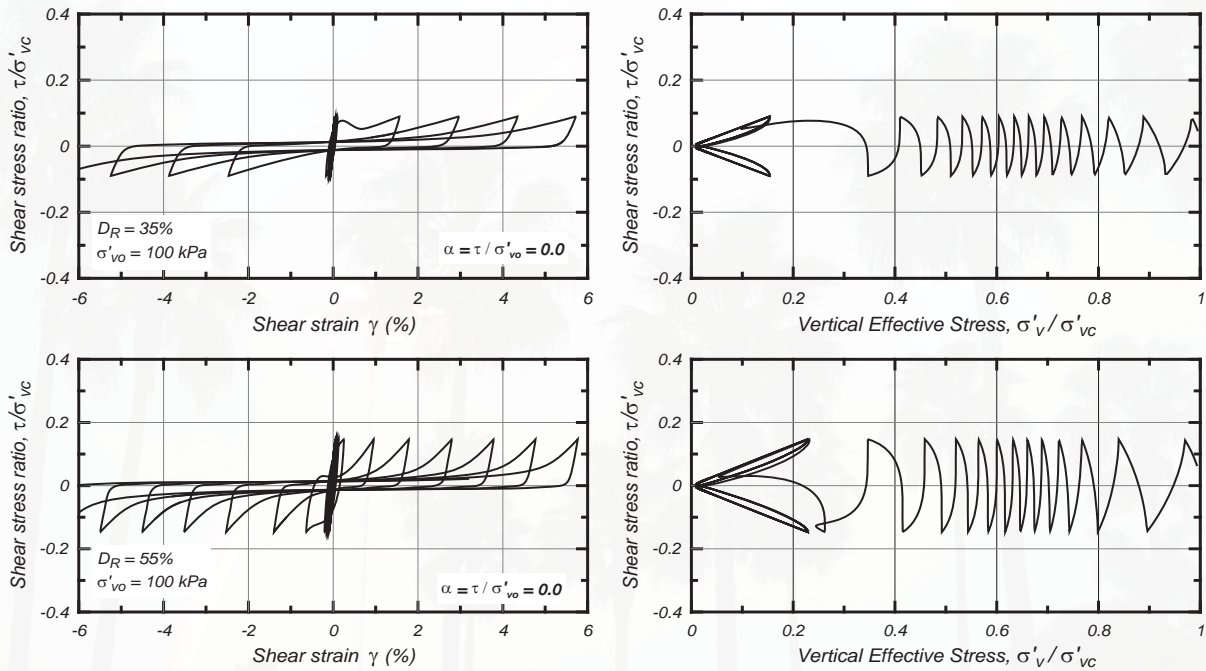 0.4
0.2
0
-0.2
-0.4
Shear stress ratio, τ/σ'vc
DR = 35%
σ'vo = 100 kPa
α = τ / σ'vo = 0.0
-6 -4 -2 0 2 4 6
Shear strain γ (%)
0.4
0.2
0
-0.2
-0.4
Shear stress ratio, τ/σ'vc
0 0.2 0.4 0.6 0.8 1
Vertical Effective Stress, σ'v / σ'vc
0.4
0.2
0
-0.2
-0.4
Shear stress ratio, τ/σ'vc
DR = 55%
σ'vo = 100 kPa
α = τ / σ'vo = 0.0
-6 -4 -2 0 2 4 6
Shear strain γ (%)
0.4
0.2
0
-0.2
-0.4
Shear stress ratio, τ/σ'vc
0 0.2 0.4 0.6 0.8 1
Vertical Effective Stress, σ'v / σ'vc